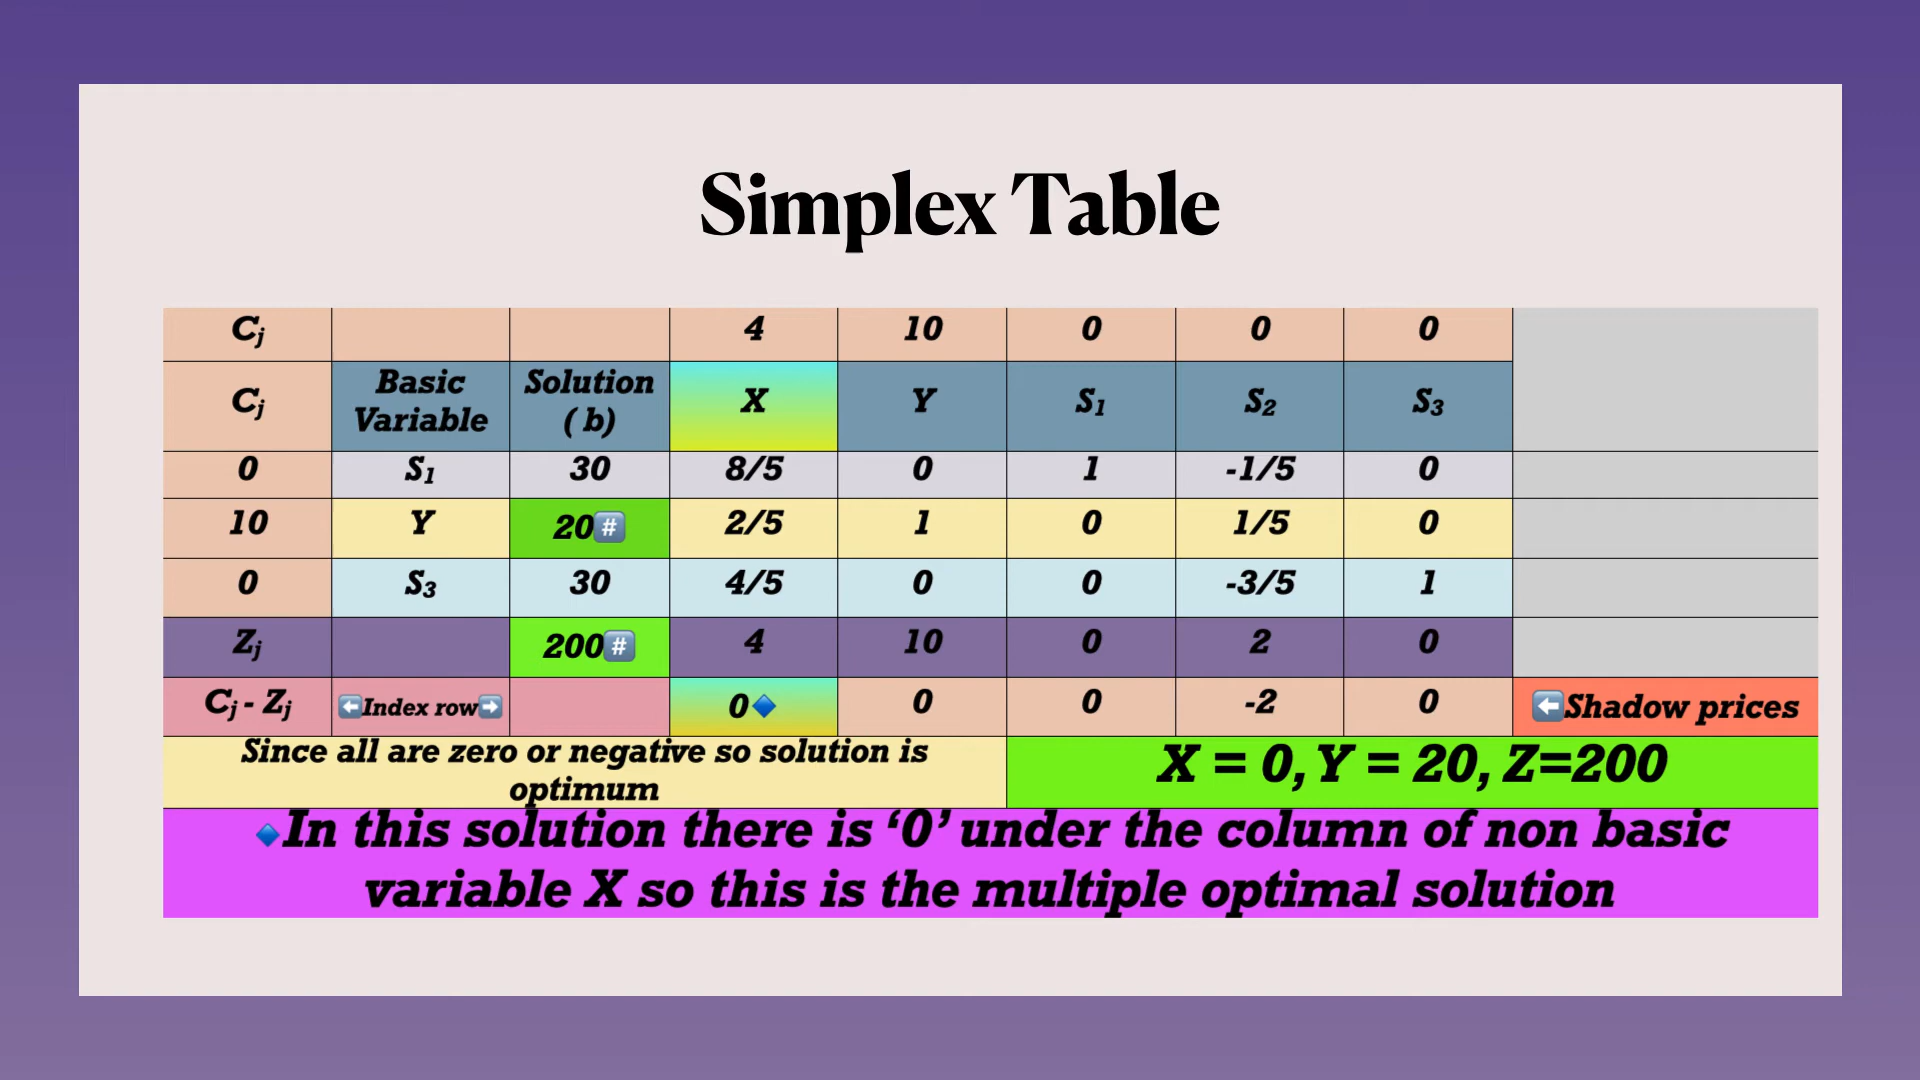 Simplex Table
Cj 4 10 0 0 0
Cj Basic Variable Solution ( b) X Y S1 S2 S3
0 S1 30 8/5 0 1 -1/5 0
10 Y 20# 2/5 1 0 1/5 0
0 S3 30 4/5 0 0 -3/5 1
Zj 200# 4 10 0 2 0
Cj - Zj ⬅Index row➡ 0🔷 0 0 -2 0 ⬅Shadow prices
Since all are zero or negative so solution is
optimum
X = 0, Y = 20, Z=200
🔷In this solution there is ‘0’ under the column of non basic
variable X so this is the multiple optimal solution